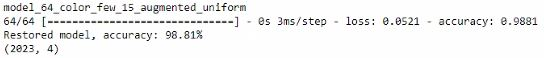 model_64_color_few_15_augmented_uniform
64/64 [==============================] - 0s 3ms/step - loss: 0.0521 - accuracy: 0.9881
Restored model, accuracy: 98.81%
(2023, 4)